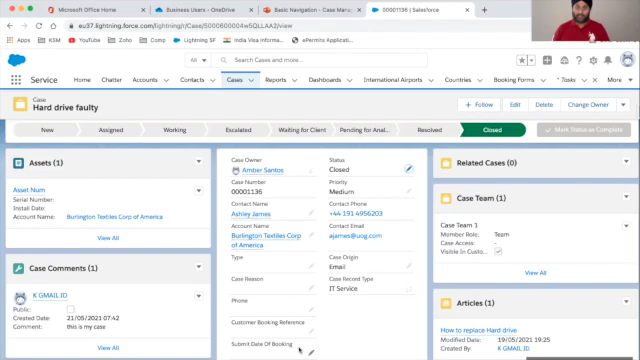 Microsoft Office Home
Business Users - OneDrive
Basic Navigation - Case Mana
00001136 | Salesforce
eu37.lightning.force.com/lightning/r/Case/
/view
Apps
KSM
Zoho
Lightning SF
India Visa Informat
ePermits Applicat
All
Search Cases and more...
Service
Home
Chatter
Accounts
Contacts
Cases
Reports
Dashboards
International Airports
Countries
Booking Forms
* Tasks
More
Case
Hard drive faulty
+ Follow
Edit
Delete
Change Owner
New
Assigned
Working
Escalated
Waiting for Client
Pending for Anal...
Resolved
Closed
Mark Status as Complete
Assets (1)
Asset Num
Serial Number:
Install Date:
Account Name:
Burlington Textiles Corp of America
View All
Case Comments (1)
K GMAIL ID
Public:
Created Date:
21/05/2021 07:42
Comment:
this is my case
Case Owner
Amber Santos
Status
Closed
Case Number
00001136
Priority
Medium
Contact Name
Ashley James
Contact Phone
+44 191 4956203
Account Name
Burlington Textiles Corp
of America
Contact Email
ajames@uog.com
Type
Case Origin
Email
Case Reason
Case Record Type
IT Service
Phone
Customer Booking Reference
Submit Date Of Booking
Related Cases (0)
Case Team (1)
Case Team 1
Member Role:
Team
Case Access:
-
Visible In Custo...
View All
Articles (1)
How to replace Hard drive
Modified Date:
19/05/2021 19:25
Created By:
K GMAIL ID